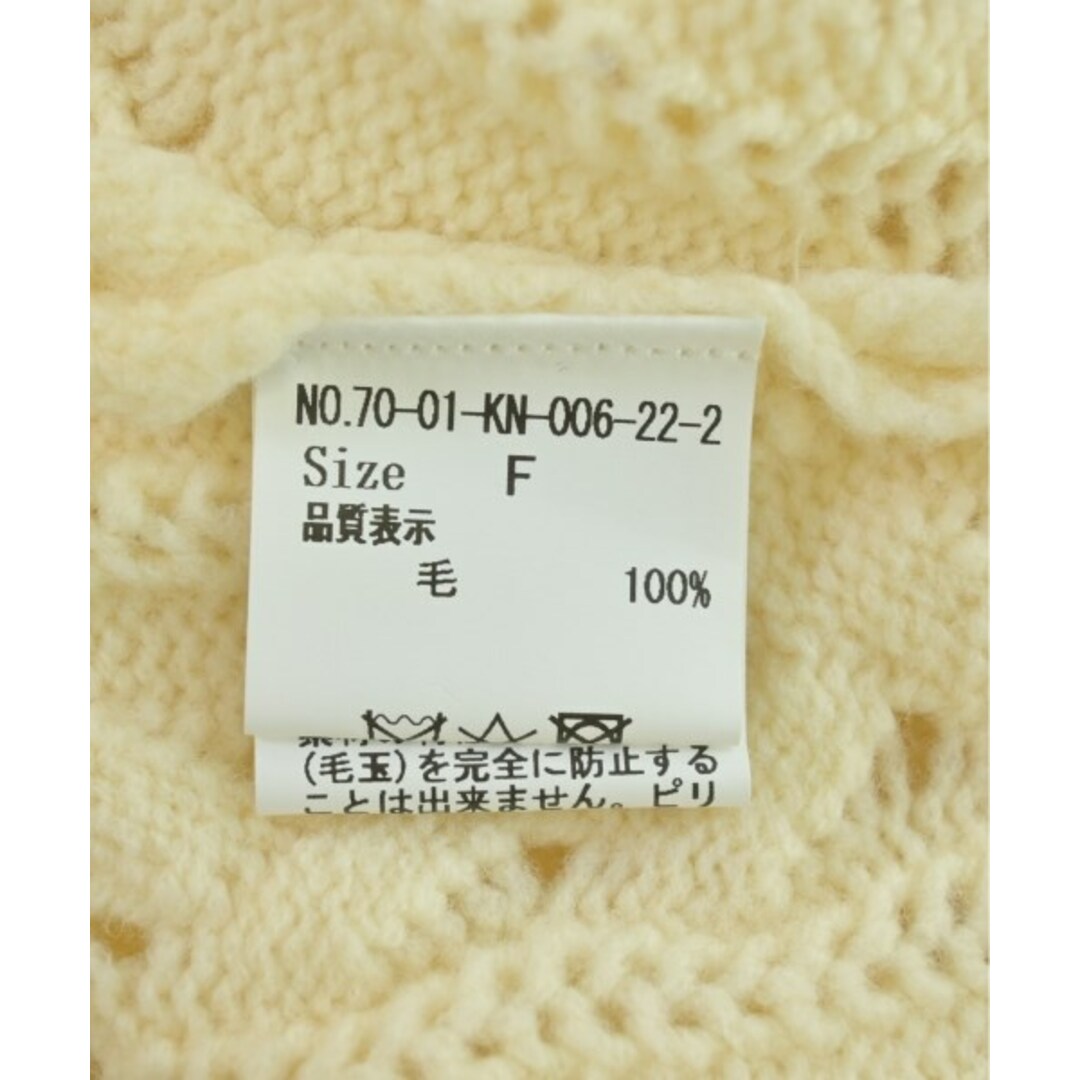 NO.70-01-KN-006-22-2
Size F
品質表示
毛 100%
(毛玉)を完全に防止する
ことは出来ません。ピリ